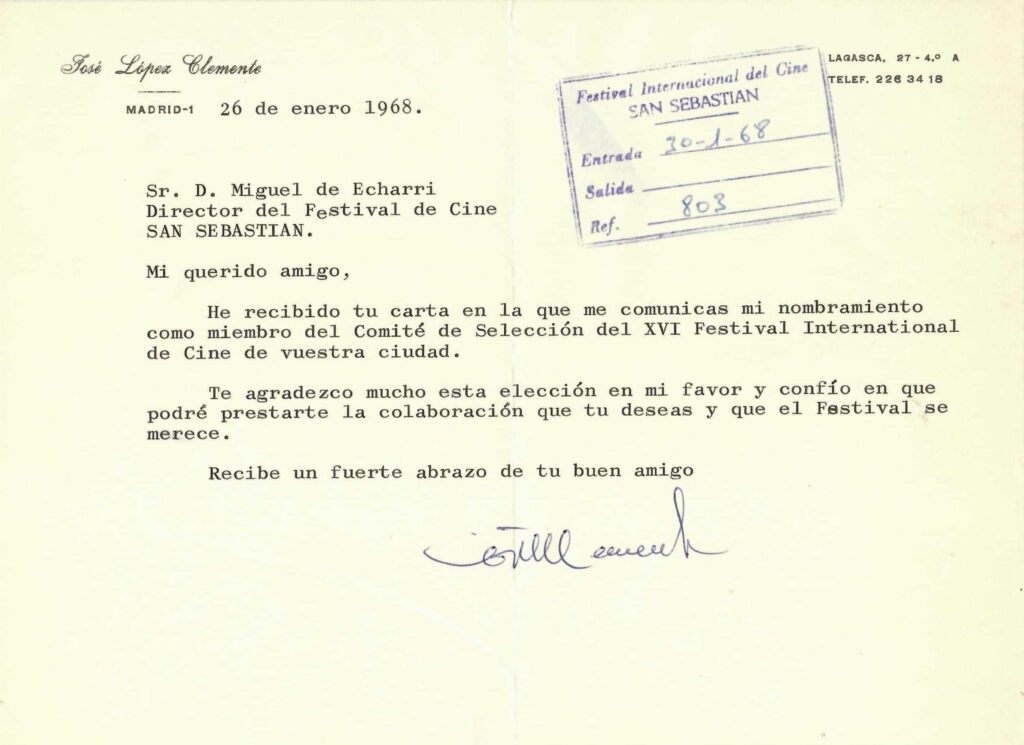 José López Clemente
MADRID-1 26 de enero 1968.
LAGASCA, 27 - 4.º A
TELEF. 226 34 18
Festival Internacional del Cine
SAN SEBASTIAN
Entrada 30-1-68
Salida
Ref. 803
Sr. D. Miguel de Echarri
Director del Festival de Cine
SAN SEBASTIAN.
Mi querido amigo,
He recibido tu carta en la que me comunicas mi nombramiento
como miembro del Comité de Selección del XVI Festival International
de Cine de vuestra ciudad.
Te agradezco mucho esta elección en mi favor y confío en que
podré prestarte la colaboración que tu deseas y que el Festival se
merece.
Recibe un fuerte abrazo de tu buen amigo